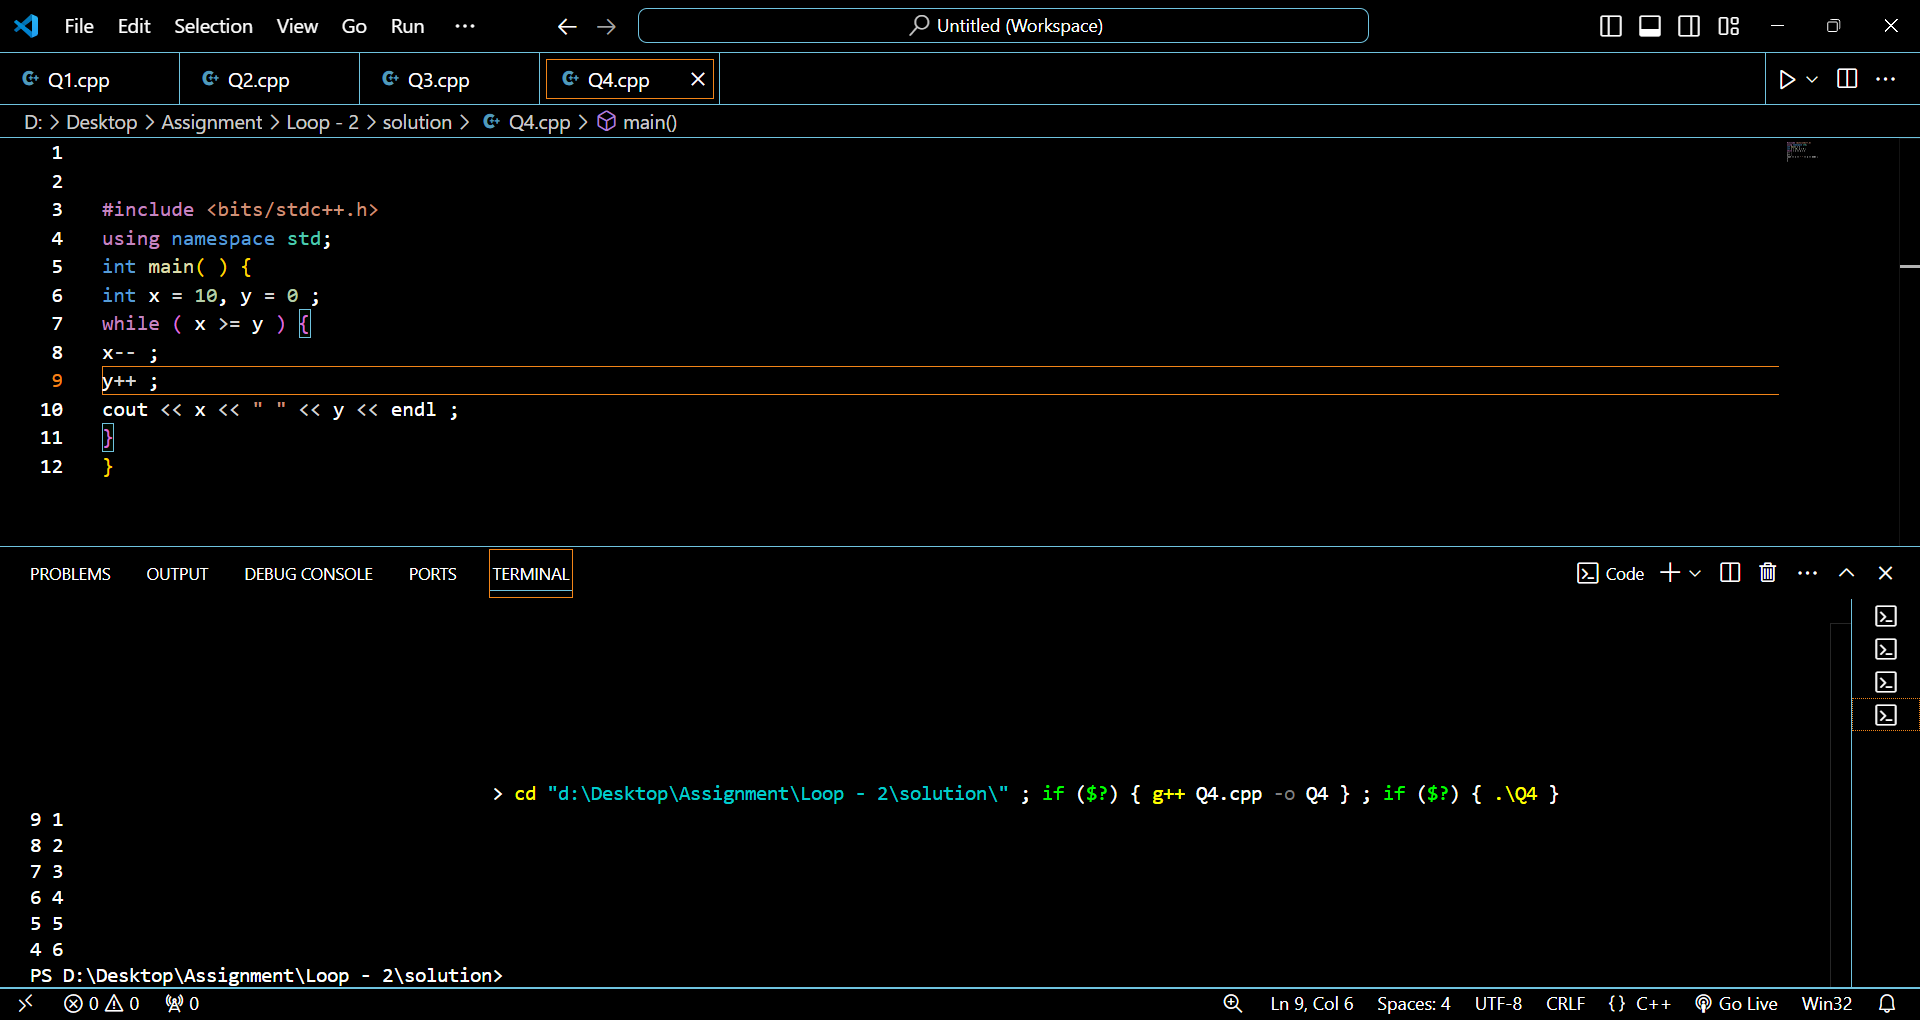 File Edit Selection View Go Run ··· Untitled (Workspace)
Q1.cpp Q2.cpp Q3.cpp Q4.cpp
D: > Desktop > Assignment > Loop - 2 > solution > Q4.cpp > main()
1
2
3 #include <bits/stdc++.h>
4 using namespace std;
5 int main( ) {
6 int x = 10, y = 0 ;
7 while ( x >= y ) {
8 x-- ;
9 y++ ;
10 cout << x << " " << y << endl ;
11 }
12 }
PROBLEMS OUTPUT DEBUG CONSOLE PORTS TERMINAL Code
> cd "d:\Desktop\Assignment\Loop - 2\solution\" ; if ($?) { g++ Q4.cpp -o Q4 } ; if ($?) { .\Q4 }
9 1
8 2
7 3
6 4
5 5
4 6
PS D:\Desktop\Assignment\Loop - 2\solution>
0 0 0 Ln 9, Col 6 Spaces: 4 UTF-8 CRLF {} C++ Go Live Win32